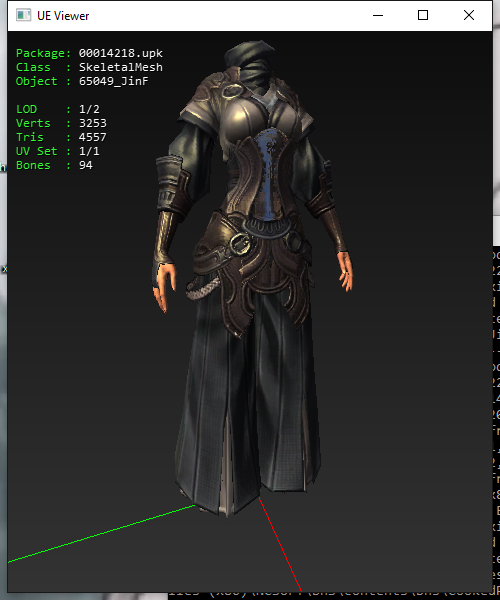 UE Viewer
Package: 00014218.upk
Class : SkeletalMesh
Object : 65049_JinF
LOD : 1/2
Verts : 3253
Tris : 4557
UV Set : 1/1
Bones : 94